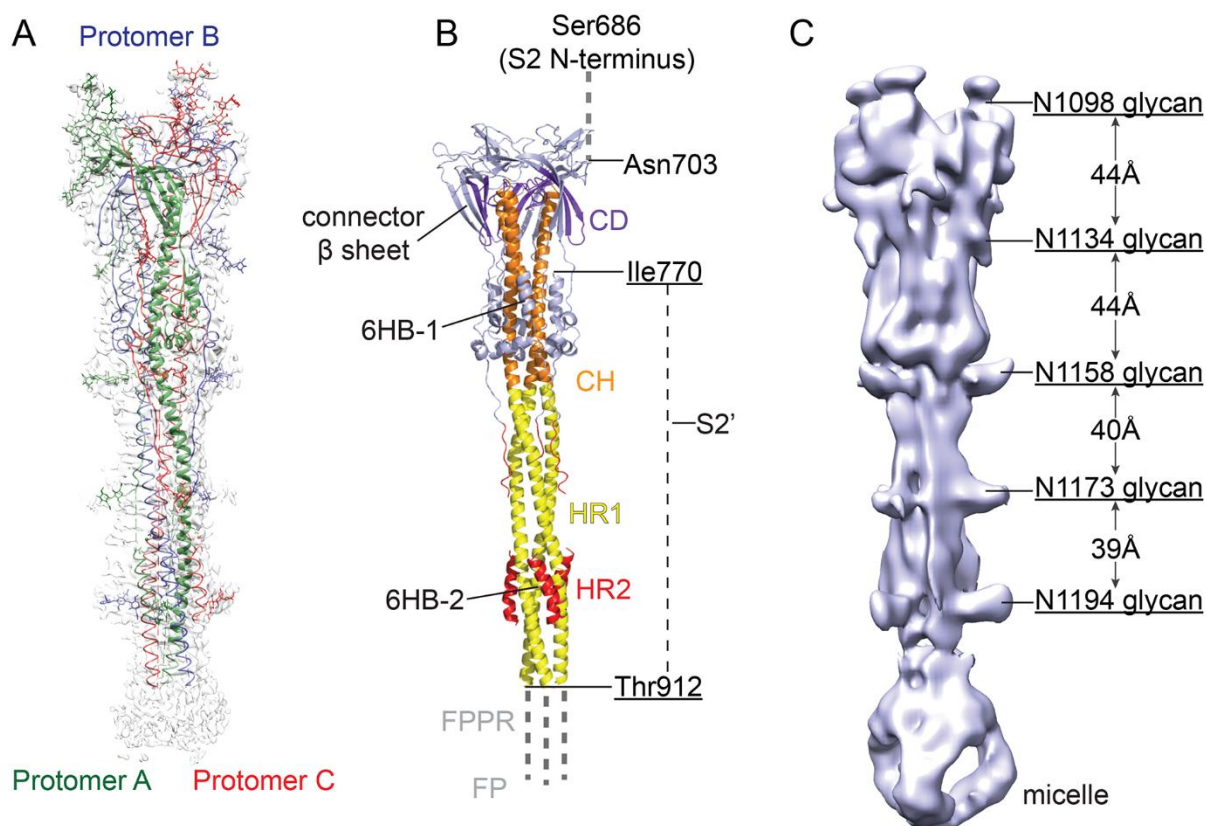 A
Protomer B
Protomer A
Protomer C
B
Ser686
(S2 N-terminus)
Asn703
connector
β sheet
CD
Ile770
6HB-1
CH
S2’
HR1
6HB-2
HR2
Thr912
FPPR
FP
C
N1098 glycan
44Å
N1134 glycan
44Å
N1158 glycan
40Å
N1173 glycan
39Å
N1194 glycan
micelle